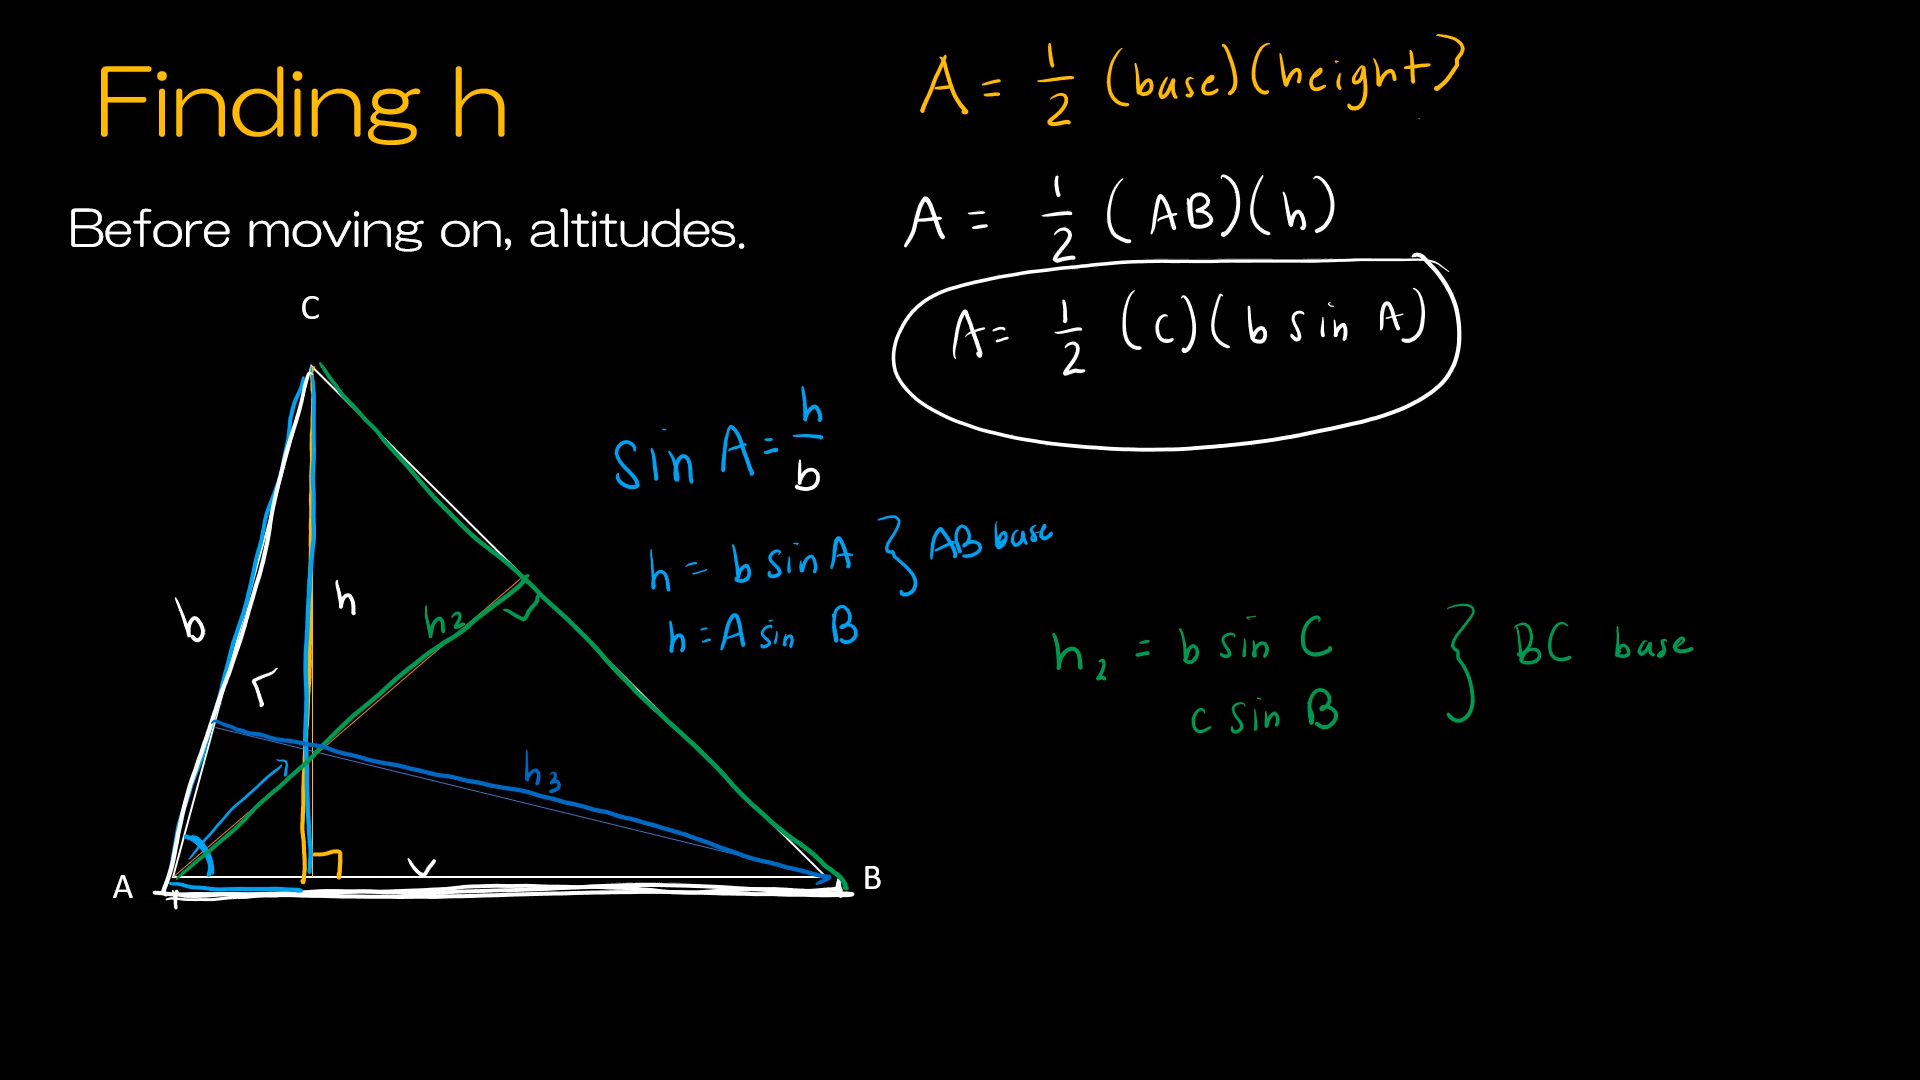 Finding h
A = 1/2 (base)(height)
Before moving on, altitudes.
A = 1/2 (AB)(h)
A = 1/2 (c)(b sin A)
C
sin A = h/b
h = b sin A } AB base
h = A sin B
b
h
h2
h2 = b sin C } BC base
c sin B
h3
A
B